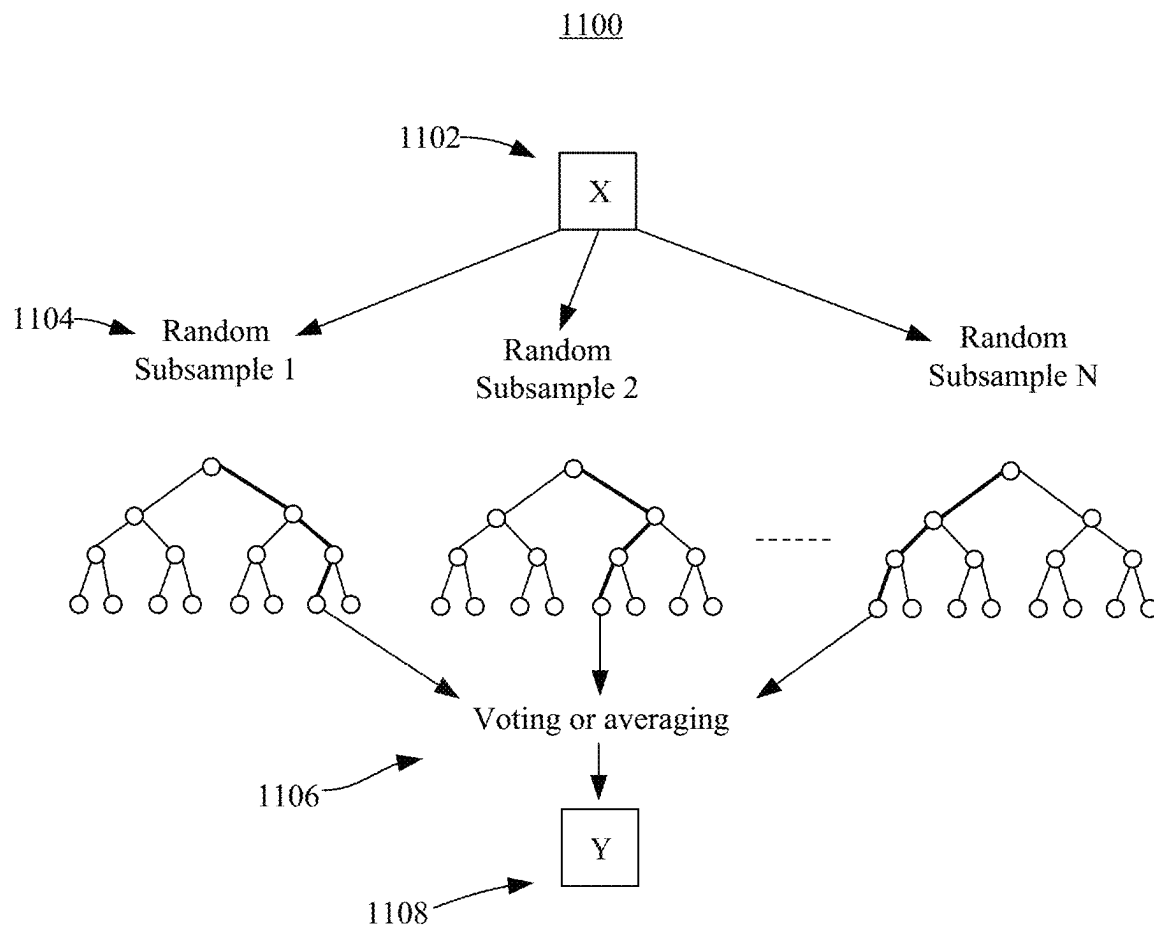 1100
1102
X
1104
Random
Subsample 1
Random
Subsample 2
Random
Subsample N
Voting or averaging
1106
Y
1108